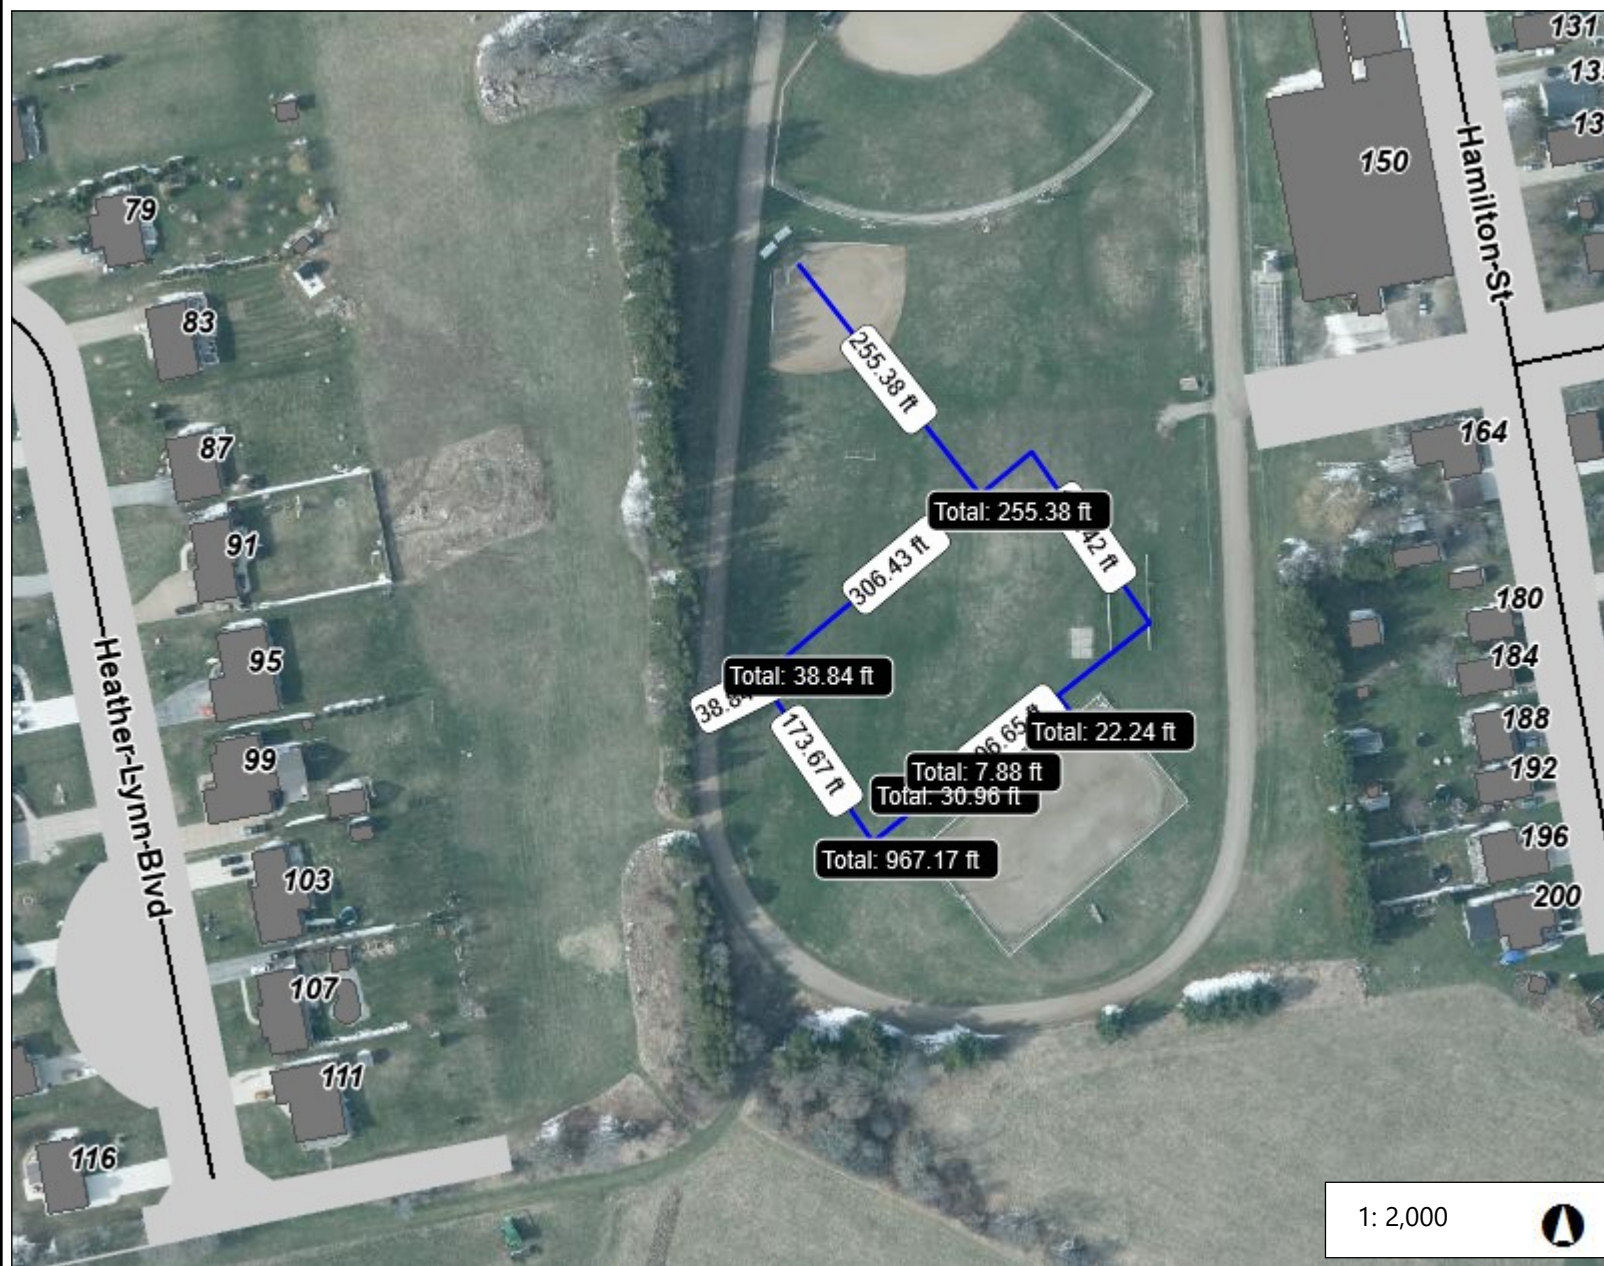 131
150
Hamilton-St
79
83
255.38 ft
87
164
Total: 255.38 ft
91
306.43 ft
42 ft
180
184
95
Total: 38.84 ft
188
173.67 ft
Total: 22.24 ft
99
Total: 7.88 ft
192
Total: 30.96 ft
Heather-Lynn-Blvd
196
Total: 967.17 ft
103
200
107
111
116
1: 2,000